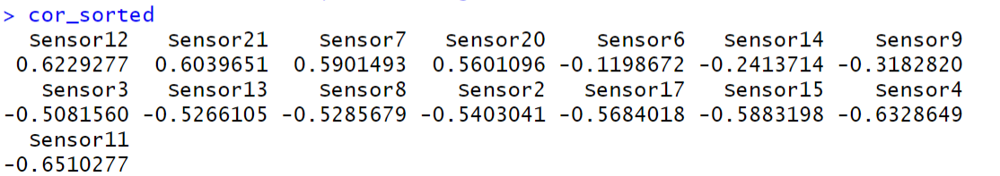 > cor_sorted
Sensor12 Sensor21 Sensor7 Sensor20 Sensor6 Sensor14 Sensor9
0.6229277 0.6039651 0.5901493 0.5601096 -0.1198672 -0.2413714 -0.3182820
Sensor3 Sensor13 Sensor8 Sensor2 Sensor17 Sensor15 Sensor4
-0.5081560 -0.5266105 -0.5285679 -0.5403041 -0.5684018 -0.5883198 -0.6328649
Sensor11
-0.6510277